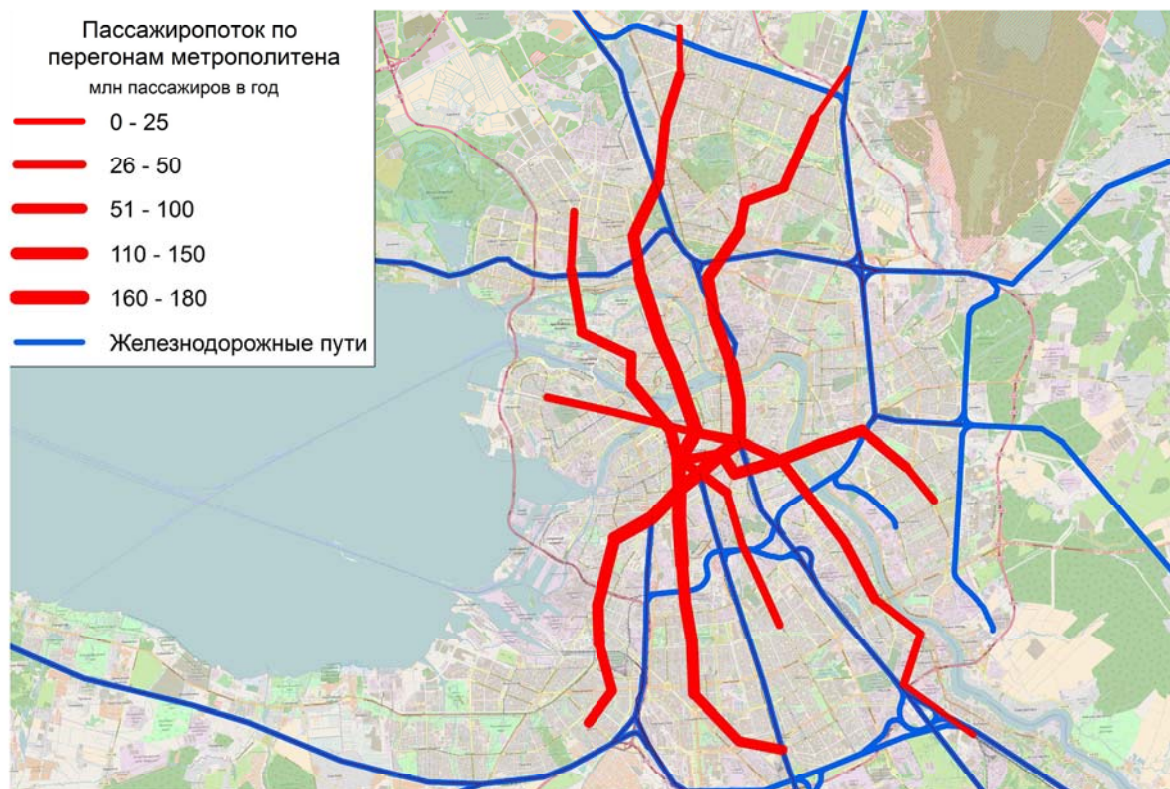 Пассажиропоток по
перегонам метрополитена
млн пассажиров в год
0 - 25
26 - 50
51 - 100
110 - 150
160 - 180
Железнодорожные пути